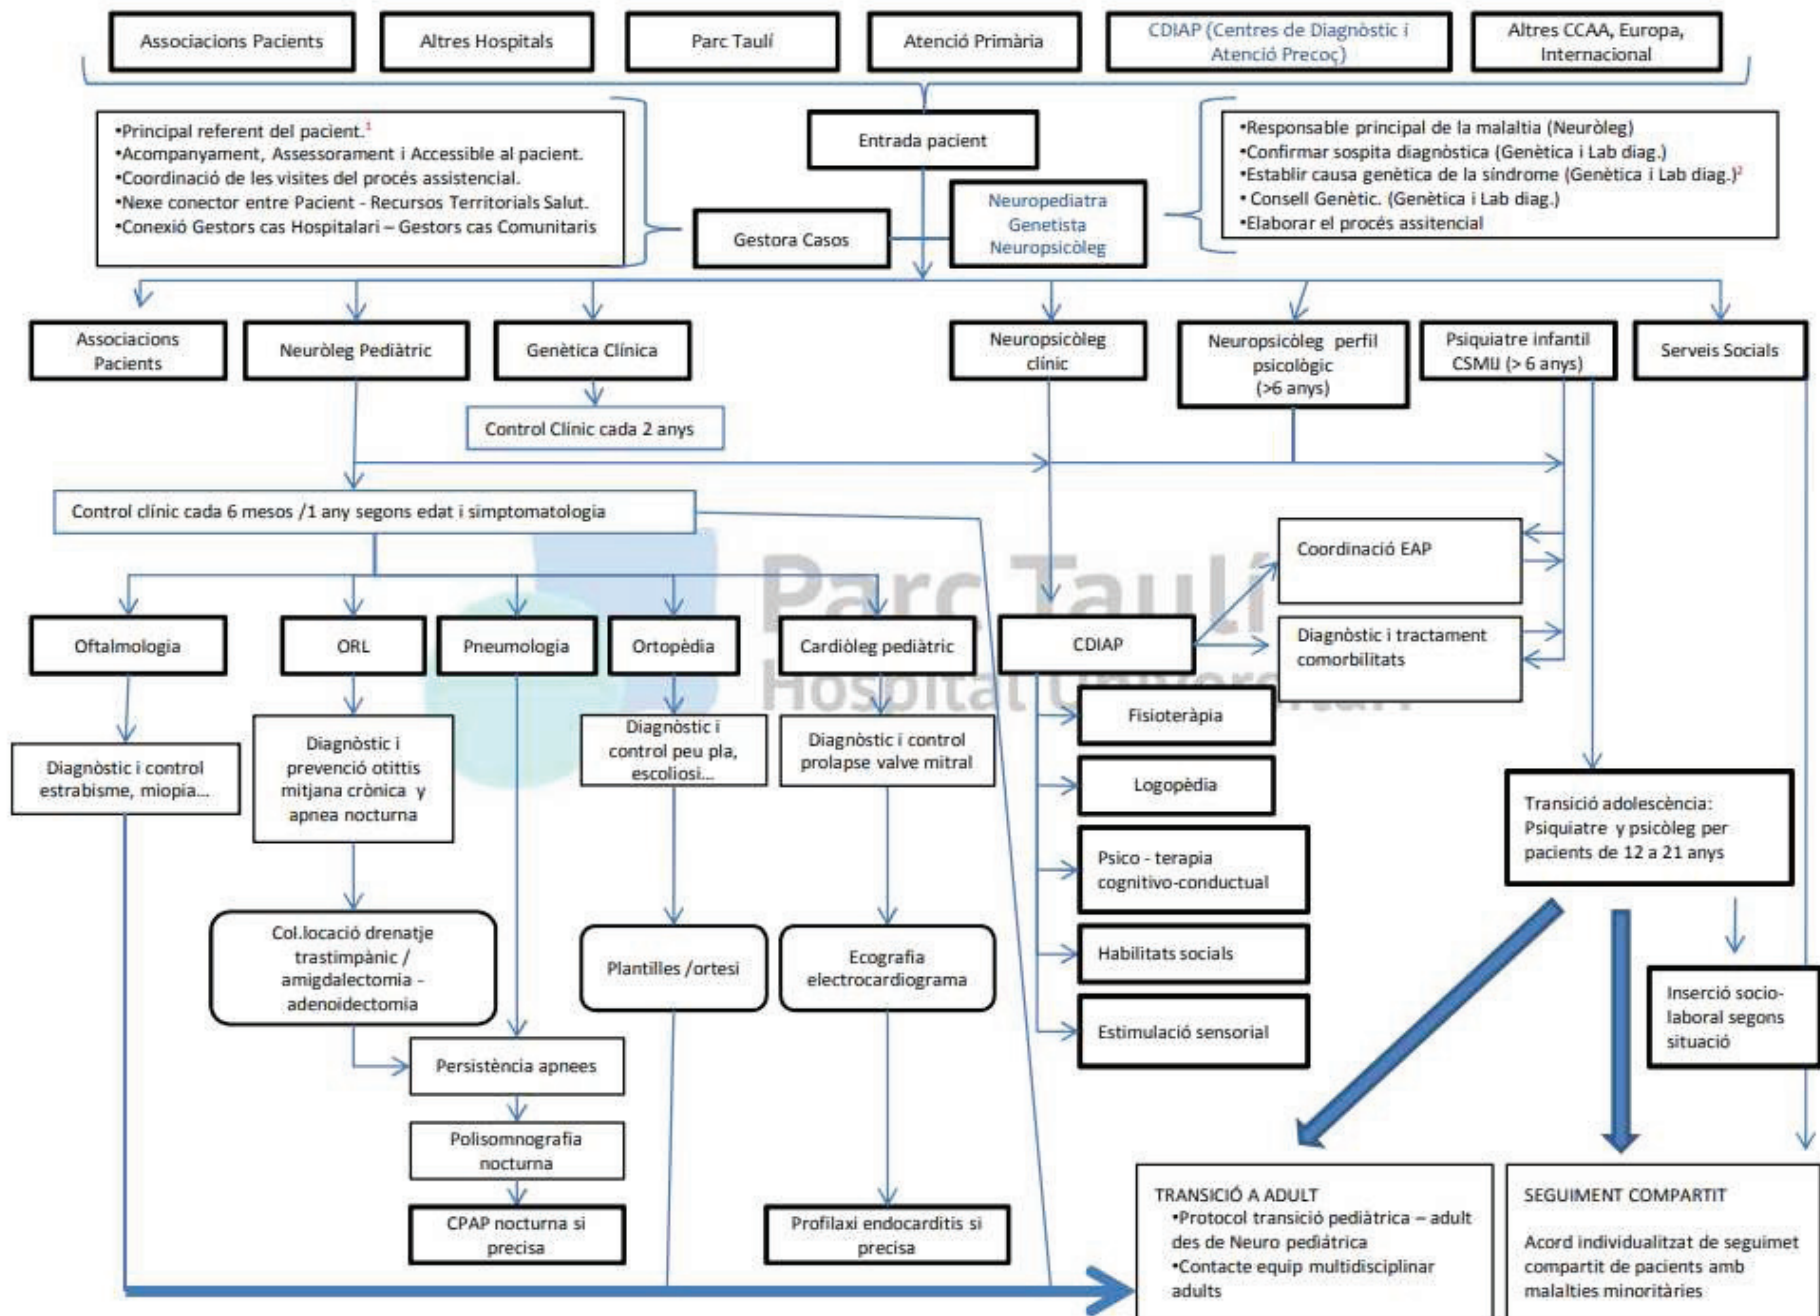 Associacions Pacients
Altres Hospitals
Parc Taulí
Atenció Primària
CDIAP (Centres de Diagnòstic i
Atenció Precoç)
Altres CCAA, Europa,
Internacional
•Principal referent del pacient.1
•Acompanyament, Assessorament i Accessible al pacient.
•Coordinació de les visites del procés assistencial.
•Nexe conector entre Pacient - Recursos Territorials Salut.
•Conexió Gestors cas Hospitalari – Gestors cas Comunitaris
Entrada pacient
•Responsable principal de la malaltia (Neuròleg)
•Confirmar sospita diagnòstica (Genètica i Lab diag.)
•Establir causa genètica de la síndrome (Genètica i Lab diag.)2
• Consell Genètic. (Genètica i Lab diag.)
•Elaborar el procés assitencial
Gestora Casos
Neuropediatra
Genetista
Neuropsicòleg
Associacions
Pacients
Neuròleg Pediàtric
Genètica Clínica
Neuropsicòleg
clínic
Neuropsicòleg perfil
psicològic
(>6 anys)
Psiquiatre infantil
CSMIJ (> 6 anys)
Serveis Socials
Control Clínic cada 2 anys
Control clínic cada 6 mesos /1 any segons edat i simptomatologia
Parc Taulí
Hospital Universitari
Coordinació EAP
Oftalmologia
ORL
Pneumologia
Ortopèdia
Cardiòleg pediàtric
CDIAP
Diagnòstic i tractament
comorbilitats
Diagnòstic i control
estrabisme, miopia...
Diagnòstic i
prevenció otittis
mitjana crònica y
apnea nocturna
Diagnòstic i
control peu pla,
escoliosi...
Diagnòstic i control
prolapse valve mitral
Fisioteràpia
Logopèdia
Psico - terapia
cognitivo-conductual
Habilitats socials
Estimulació sensorial
Transició adolescència:
Psiquiatre y psicòleg per
pacients de 12 a 21 anys
Col.locació drenatje
trastimpànic /
amigdalectomia -
adenoidectomia
Plantilles /ortesi
Ecografia
electrocardiograma
Inserció socio-
laboral segons
situació
Persistència apnees
Polisomnografia
nocturna
CPAP nocturna si
precisa
Profilaxi endocarditis si
precisa
TRANSICIÓ A ADULT
•Protocol transició pediàtrica – adult
des de Neuro pediátrica
•Contacte equip multidisciplinar
adults
SEGUIMENT COMPARTIT
Acord individualitzat de seguimet
compartit de pacients amb
malalties minoritàries